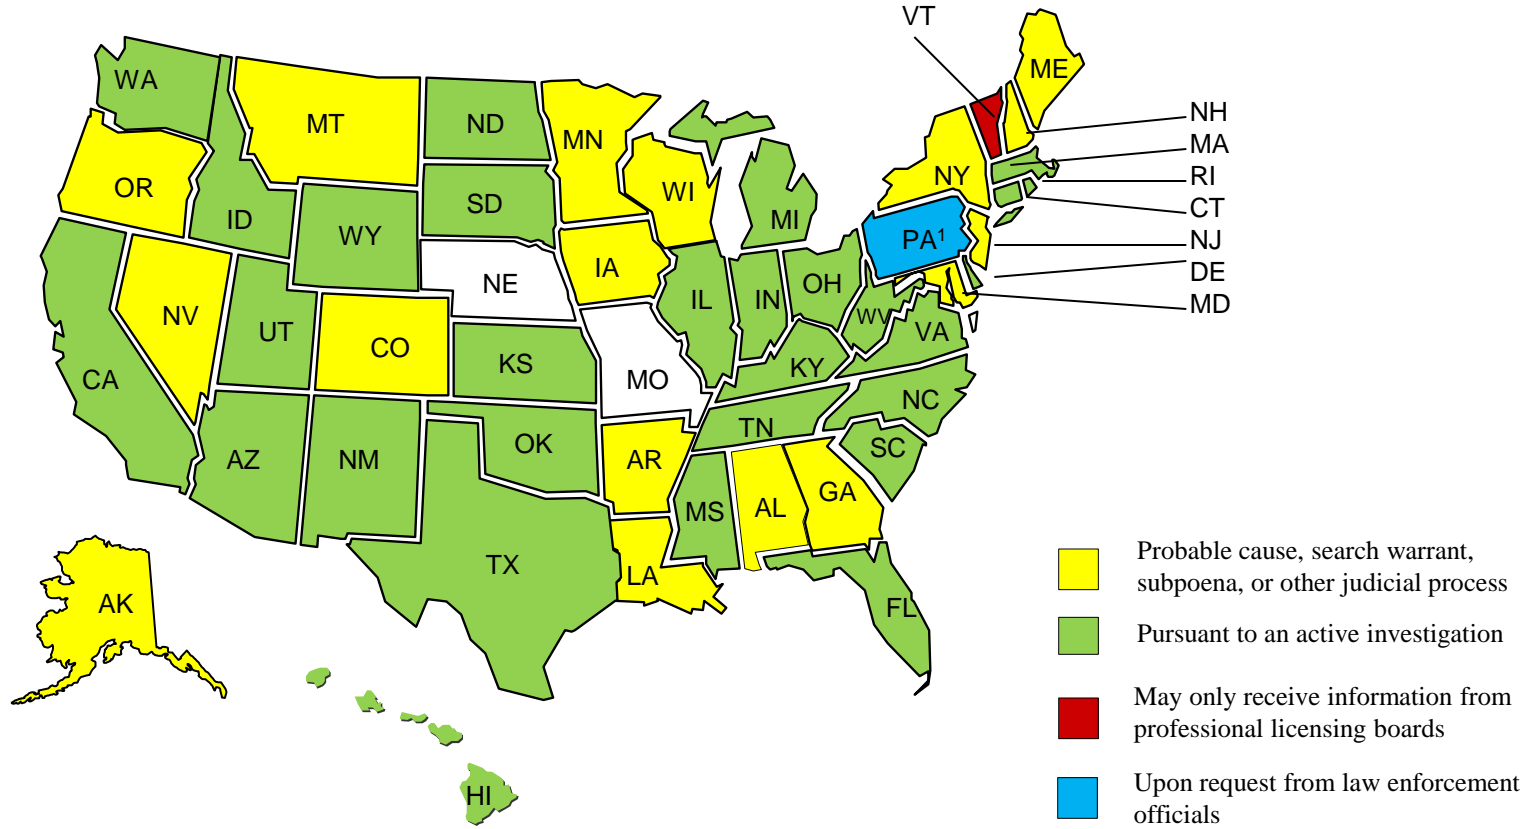 VT
WA
MT
ND
MN
ME
OR
ID
SD
WI
NY
NH
MA
RI
CT
NJ
DE
MD
WY
MI
PA¹
NE
IA
NV
UT
CO
IL
IN
OH
WV
VA
CA
KS
MO
KY
NC
AZ
NM
OK
AR
TN
SC
MS
AL
GA
TX
LA
FL
AK
HI
Probable cause, search warrant,
subpoena, or other judicial process
Pursuant to an active investigation
May only receive information from
professional licensing boards
Upon request from law enforcement
officials